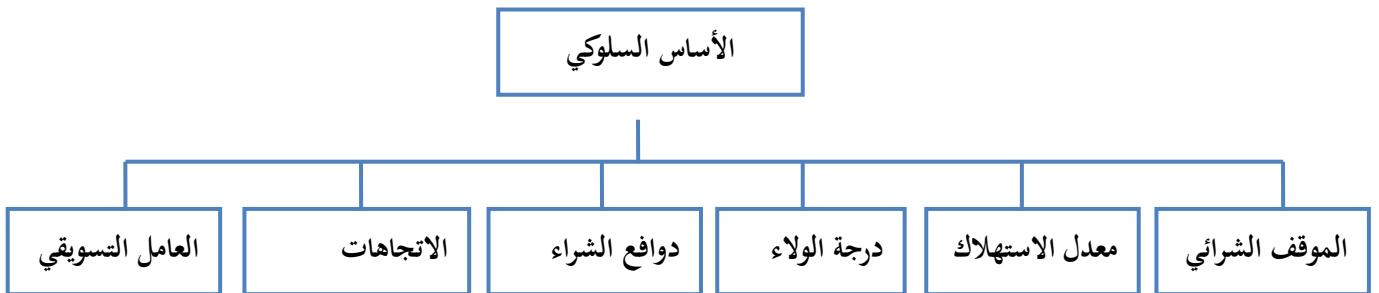 الأساس السلوكي
الموقف الشرائي
معدل الاستهلاك
درجة الولاء
دوافع الشراء
الاتجاهات
العامل التسويقي